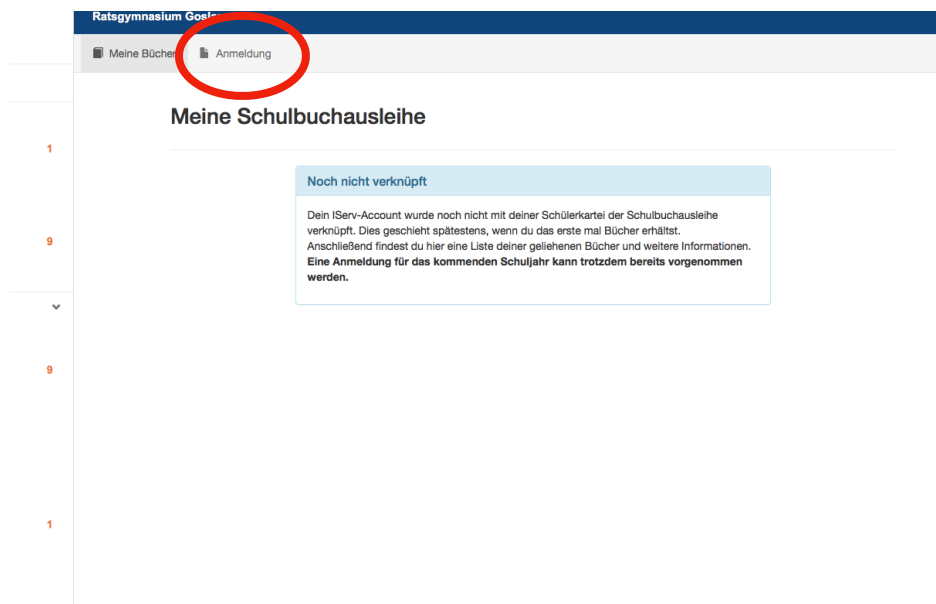 Ratsgymnasium Goslar
Meine Bücher
Anmeldung
Meine Schulbuchausleihe
1
Noch nicht verknüpft
Dein IServ-Account wurde noch nicht mit deiner Schülerkartei der Schulbuchausleihe
verknüpft. Dies geschieht spätestens, wenn du das erste mal Bücher erhältst.
9
Anschließend findest du hier eine Liste deiner geliehenen Bücher und weitere Informationen.
Eine Anmeldung für das kommenden Schuljahr kann trotzdem bereits vorgenommen
werden.
9
1